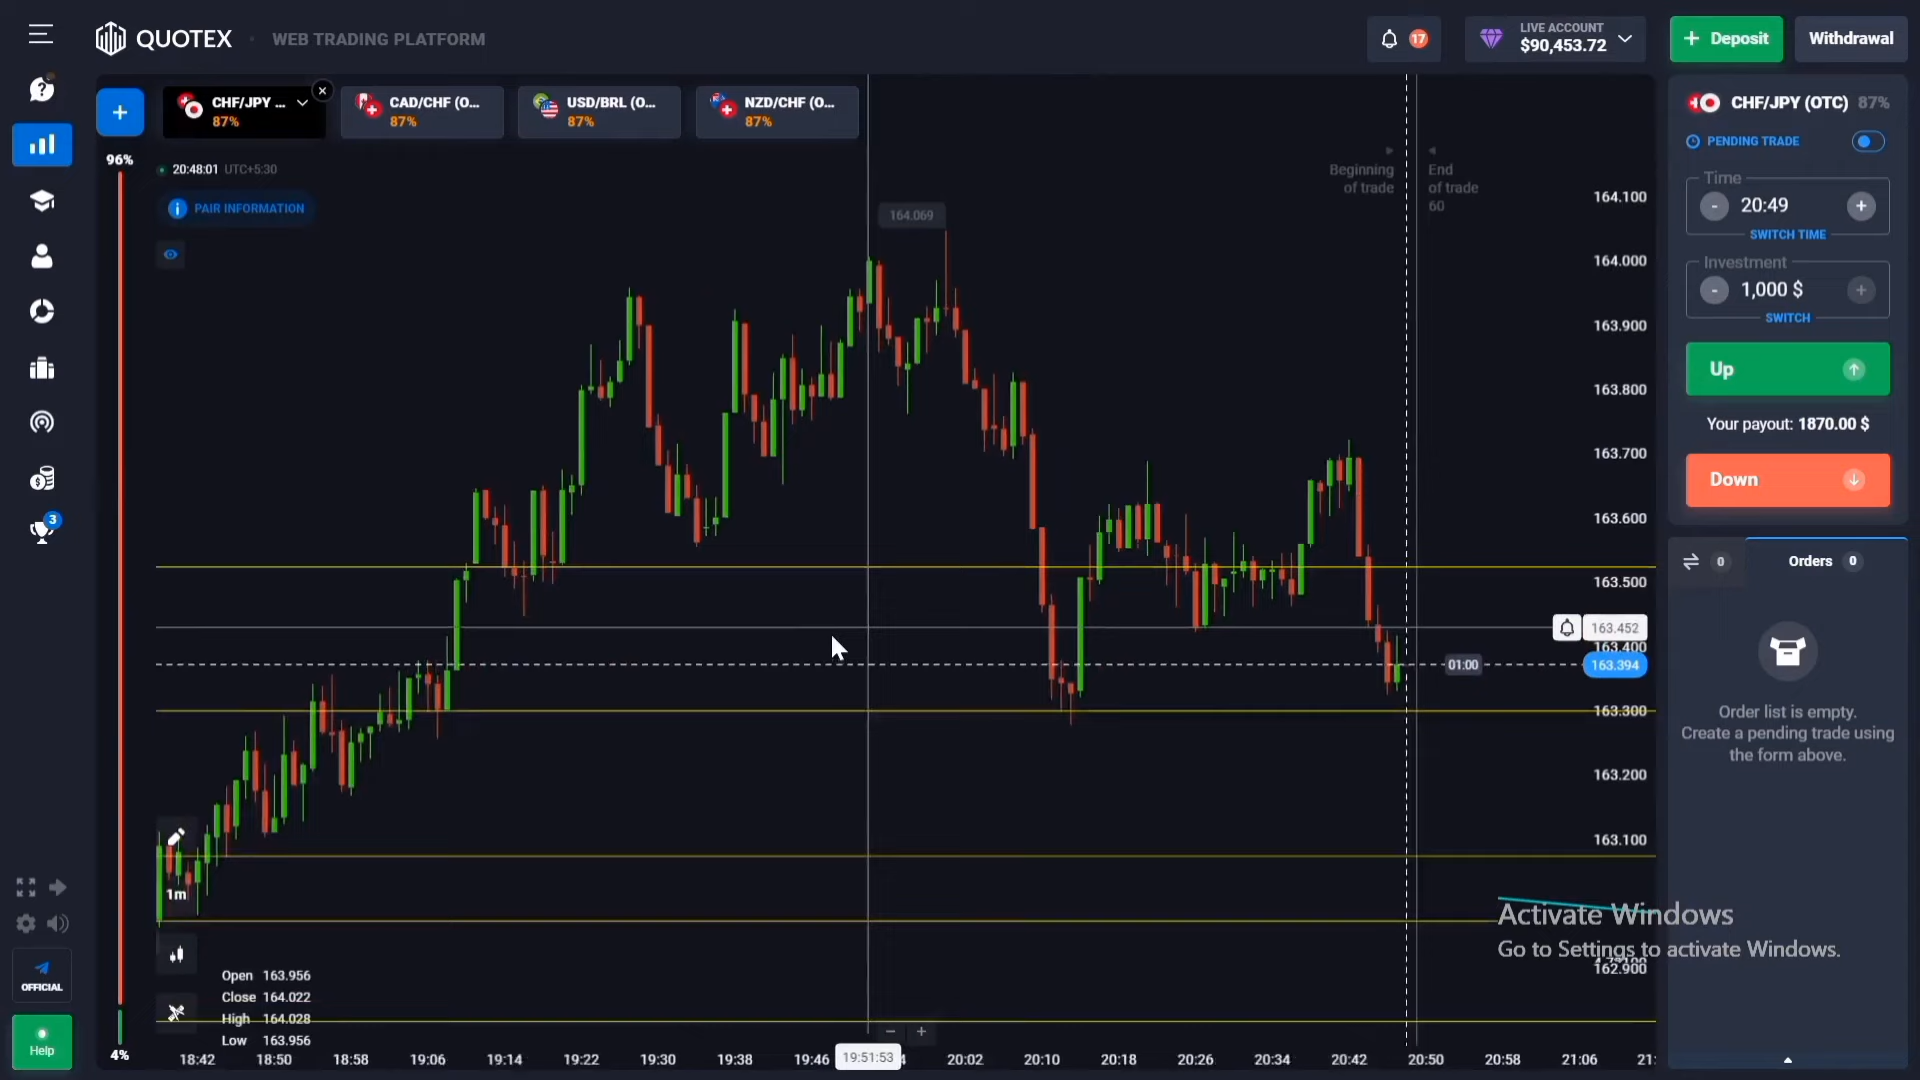 QUOTEX
WEB TRADING PLATFORM
17
LIVE ACCOUNT
$90,453.72
+ Deposit
Withdrawal
+
CHF/JPY ...
87%
CAD/CHF (O...
87%
USD/BRL (O...
87%
NZD/CHF (O...
87%
96%
20:48:01 UTC+5:30
PAIR INFORMATION
Beginning
of trade
End
of trade
60
164.069
164.100
164.000
163.900
163.800
163.700
163.600
163.500
163.452
163.400
163.394
01:00
163.300
163.200
163.100
162.900
CHF/JPY (OTC) 87%
PENDING TRADE
Time
- 20:49 +
SWITCH TIME
Investment
- 1,000 $ +
SWITCH
Up
Your payout: 1870.00 $
Down
0
Orders 0
Order list is empty.
Create a pending trade using
the form above.
3
1m
Activate Windows
Go to Settings to activate Windows.
OFFICIAL
Help
Open 163.956
Close 164.022
High 164.028
Low 163.956
4%
18:42
18:50
18:58
19:06
19:14
19:22
19:30
19:38
19:46
19:51:53
20:02
20:10
20:18
20:26
20:34
20:42
20:50
20:58
21:06
21: